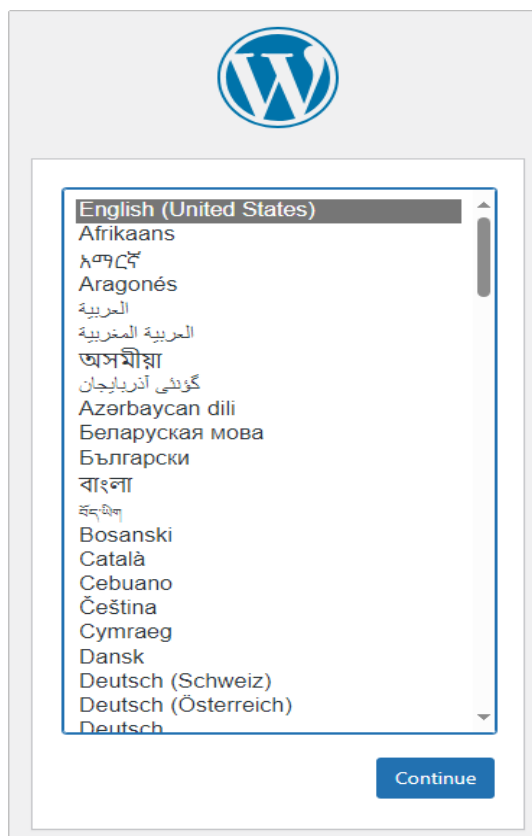 English (United States)
Afrikaans
አማርኛ
Aragonés
العربية
العربية المغربية
অসমীয়া
گؤنئی آذربایجان
Azərbaycan dili
Беларуская мова
Български
বাংলা
བོད་ཡིག
Bosanski
Català
Cebuano
Čeština
Cymraeg
Dansk
Deutsch (Schweiz)
Deutsch (Österreich)
Deutsch
Continue